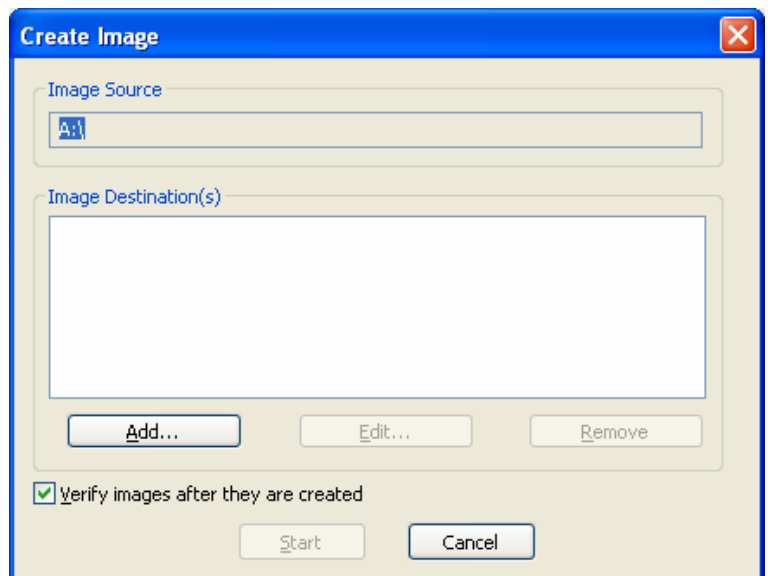 Create Image
Image Source
A:\
Image Destination(s)
Add... Edit... Remove
Verify images after they are created
Start Cancel